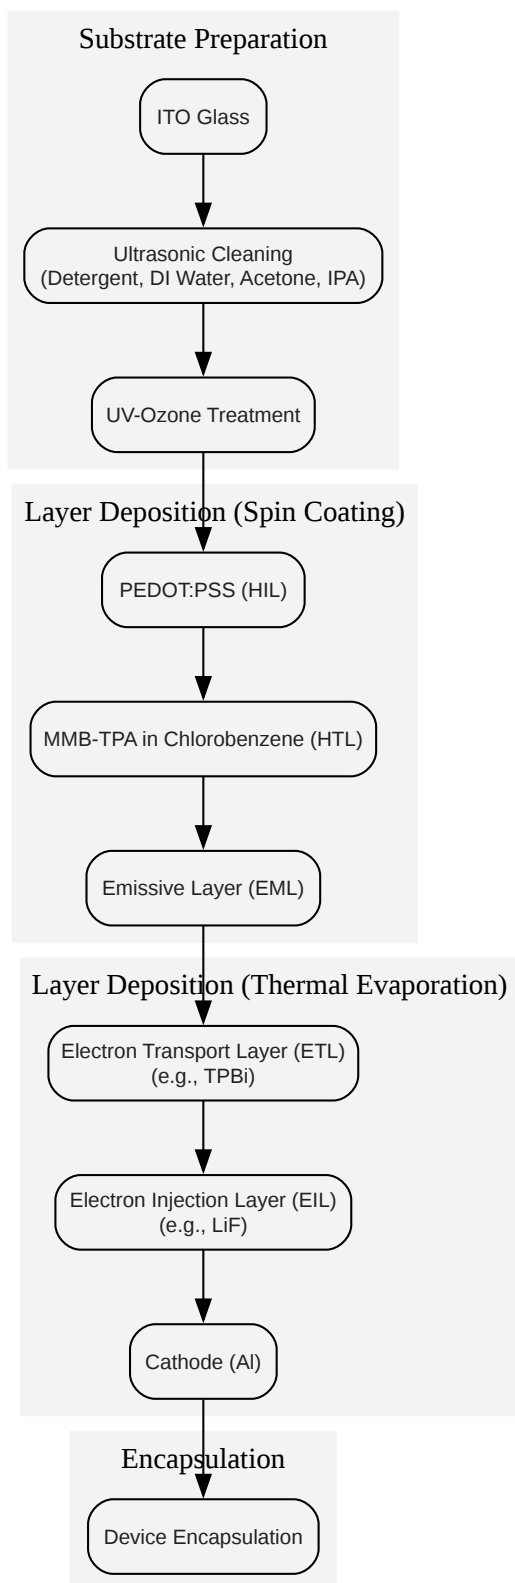 Substrate Preparation
ITO Glass
Ultrasonic Cleaning
(Detergent, DI Water, Acetone, IPA)
UV-Ozone Treatment
Layer Deposition (Spin Coating)
PEDOT:PSS (HIL)
MMB-TPA in Chlorobenzene (HTL)
Emissive Layer (EML)
Layer Deposition (Thermal Evaporation)
Electron Transport Layer (ETL)
(e.g., TPBi)
Electron Injection Layer (EIL)
(e.g., LiF)
Cathode (Al)
Encapsulation
Device Encapsulation